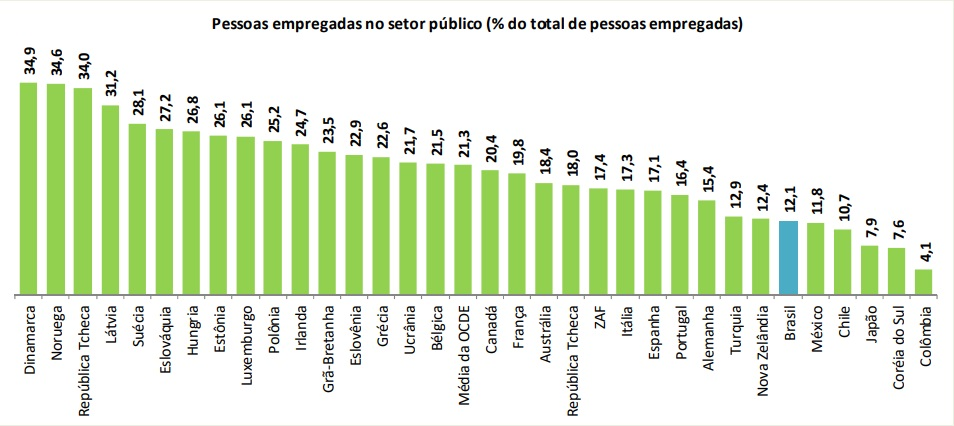 Pessoas empregadas no setor público (% do total de pessoas empregadas)
34,9
34,6
34,0
31,2
28,1
27,2
26,8
26,1
26,1
25,2
24,7
23,5
22,9
22,6
21,7
21,5
21,3
20,4
19,8
18,4
18,0
17,4
17,3
17,1
16,4
15,4
12,9
12,4
12,1
11,8
10,7
7,9
7,6
4,1
Dinamarca
Noruega
República Tcheca
Látvia
Suécia
Eslováquia
Hungria
Estônia
Luxemburgo
Polônia
Irlanda
Grã-Bretanha
Eslovênia
Grécia
Ucrânia
Bélgica
Média da OCDE
Canadá
França
Austrália
República Tcheca
ZAF
Itália
Espanha
Portugal
Alemanha
Turquia
Nova Zelândia
Brasil
México
Chile
Japão
Coréia do Sul
Colômbia